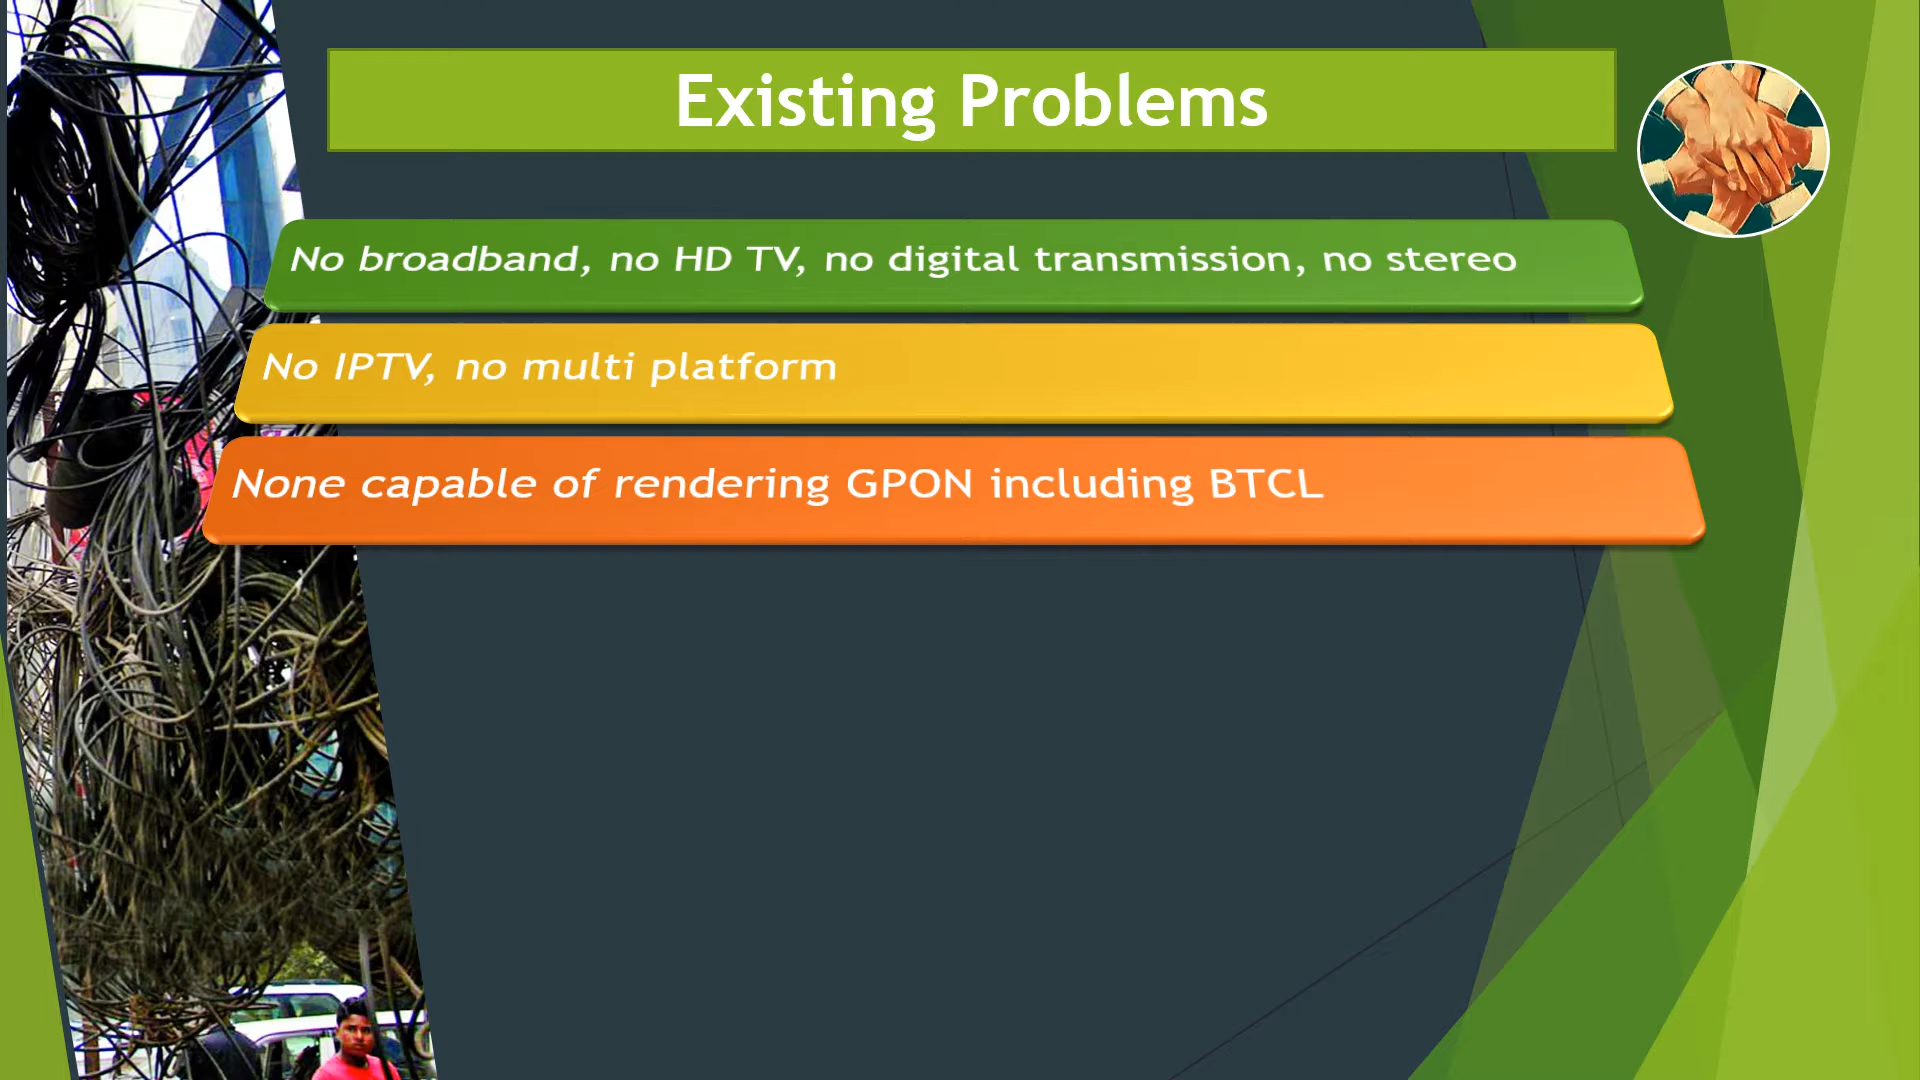 Existing Problems
No broadband, no HD TV, no digital transmission, no stereo
No IPTV, no multi platform
None capable of rendering GPON including BTCL